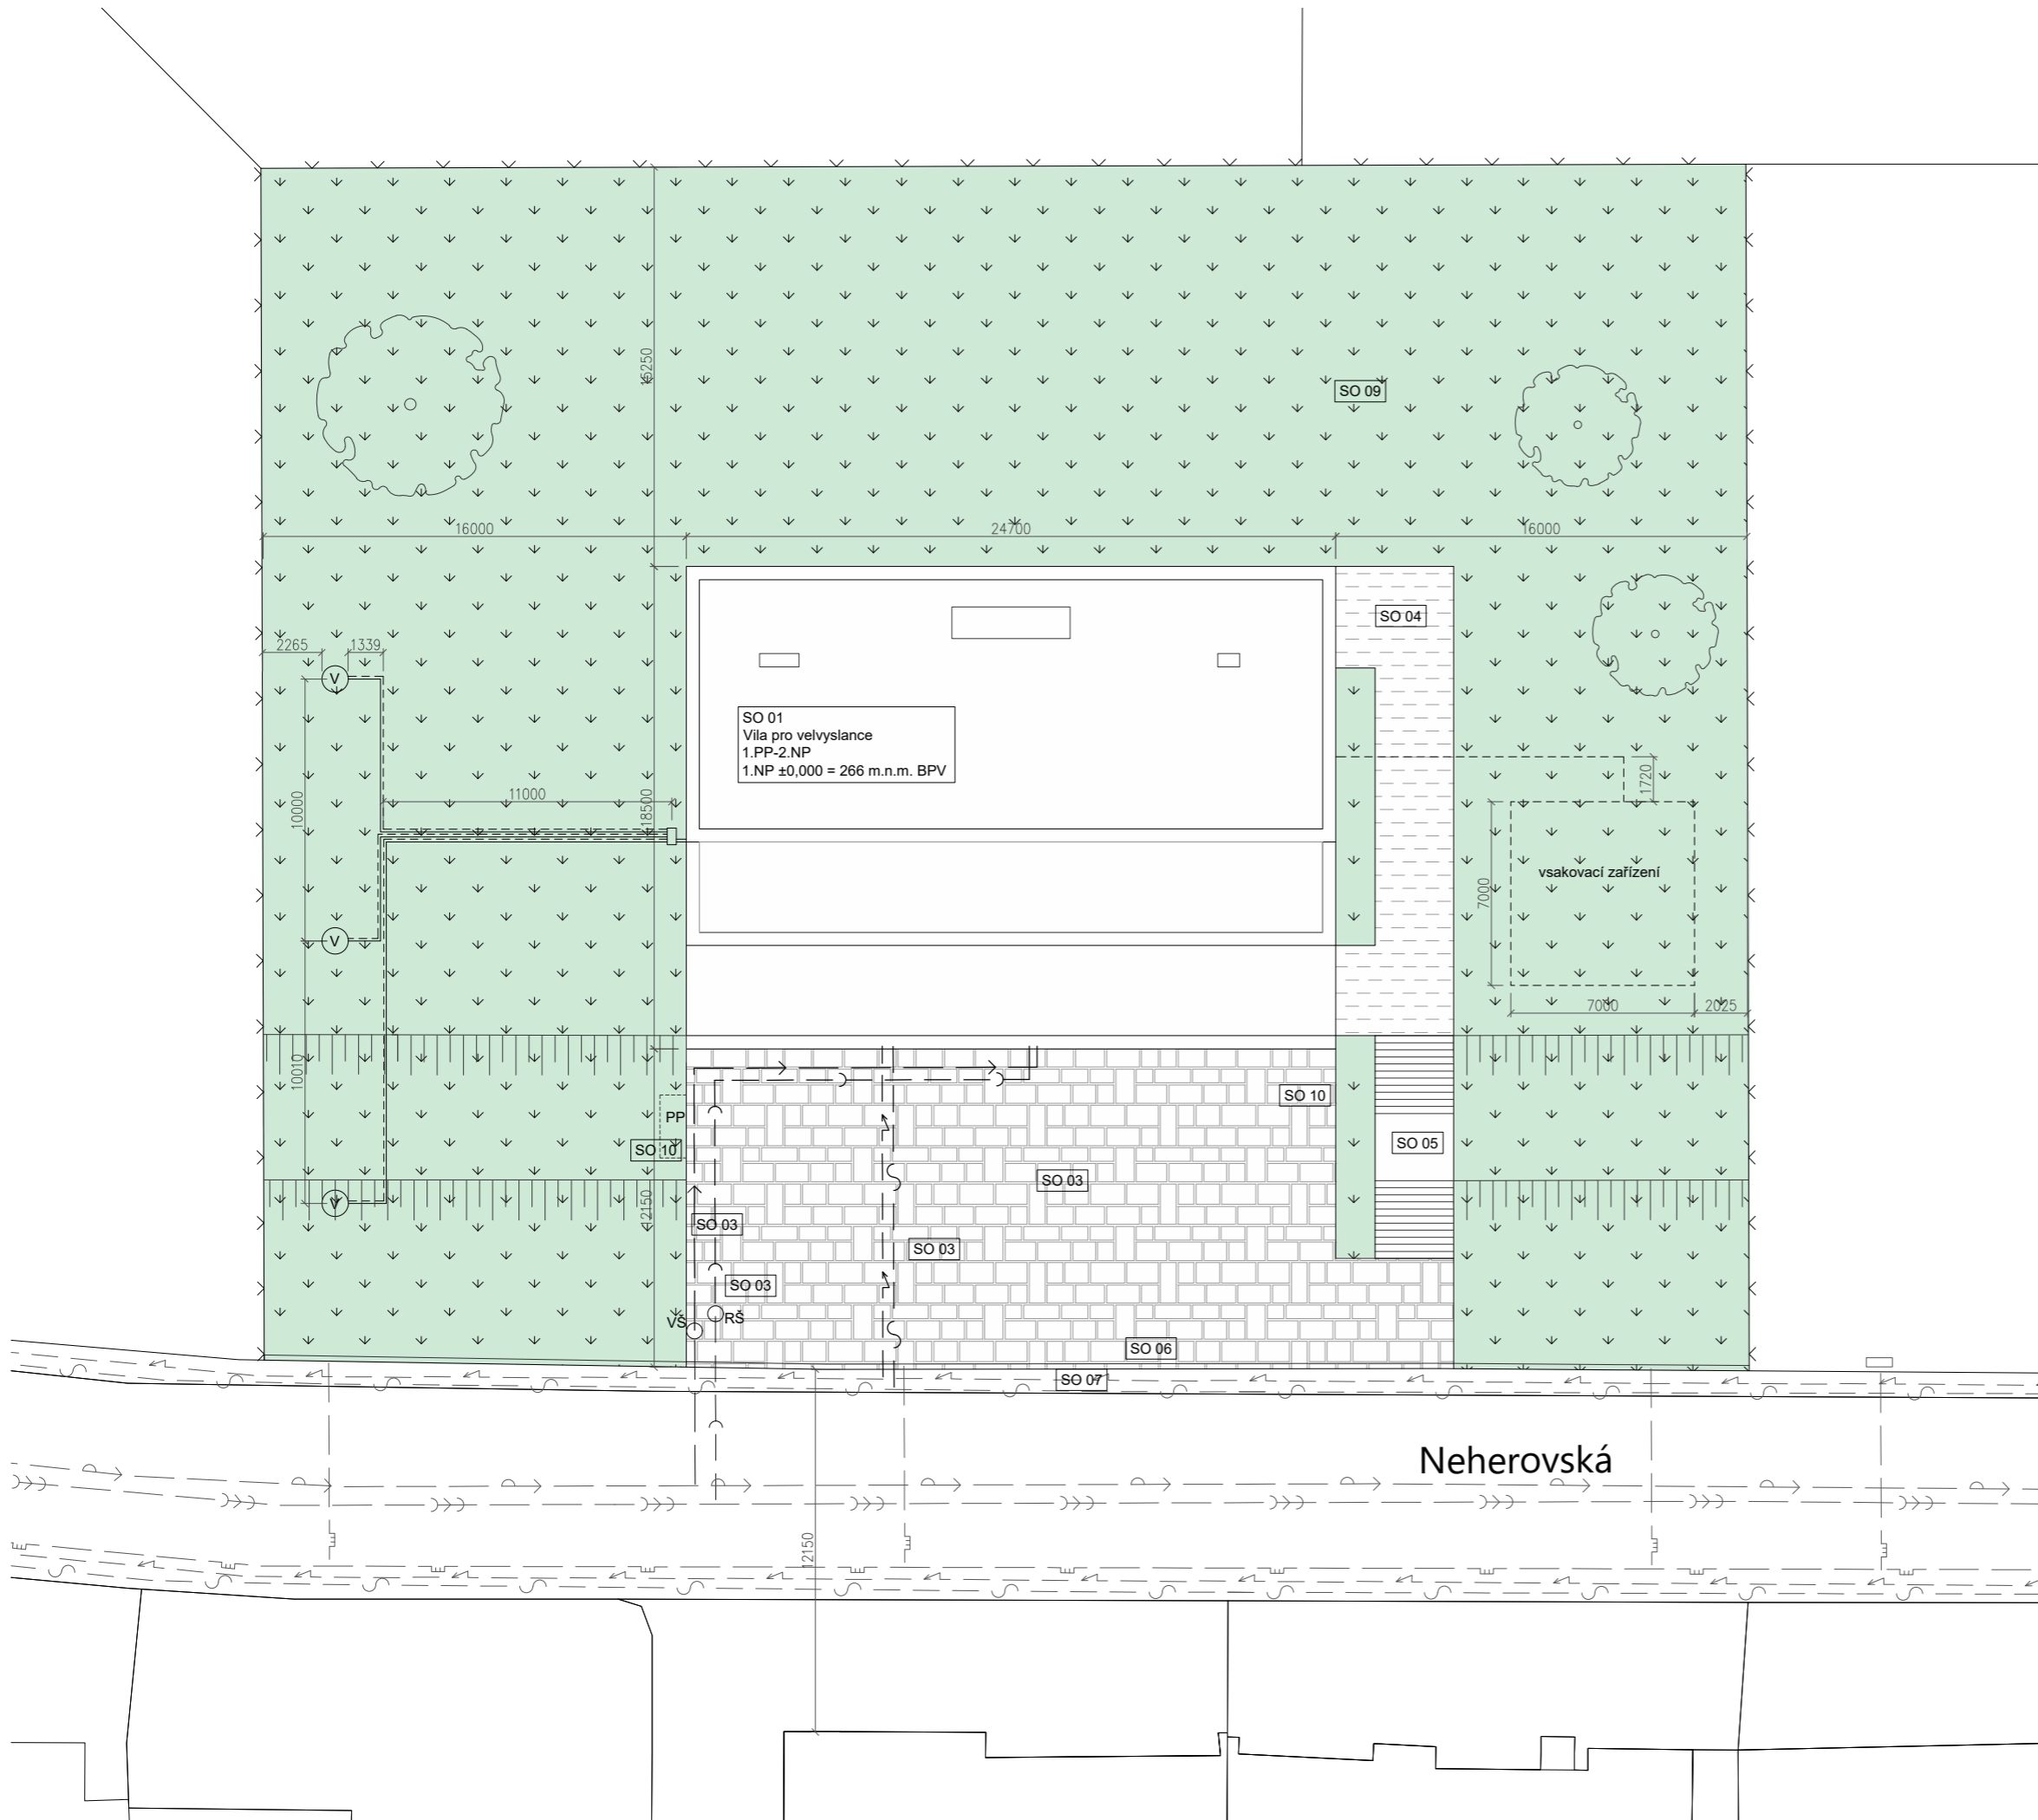 15250
SO 09
16000
24700
16000
SO 04
2265
1339
V
SO 01
Vila pro velvyslance
1.PP-2.NP
1.NP ±0,000 = 266 m.n.m. BPV
1720
10000
11000
18500
vsakovací zařízení
7000
V
7000
2025
10010
PP
SO 10
SO 10
SO 05
SO 03
V
12150
SO 03
SO 03
SO 03
VŠ
RŠ
SO 06
SO 07
Neherovská
12150